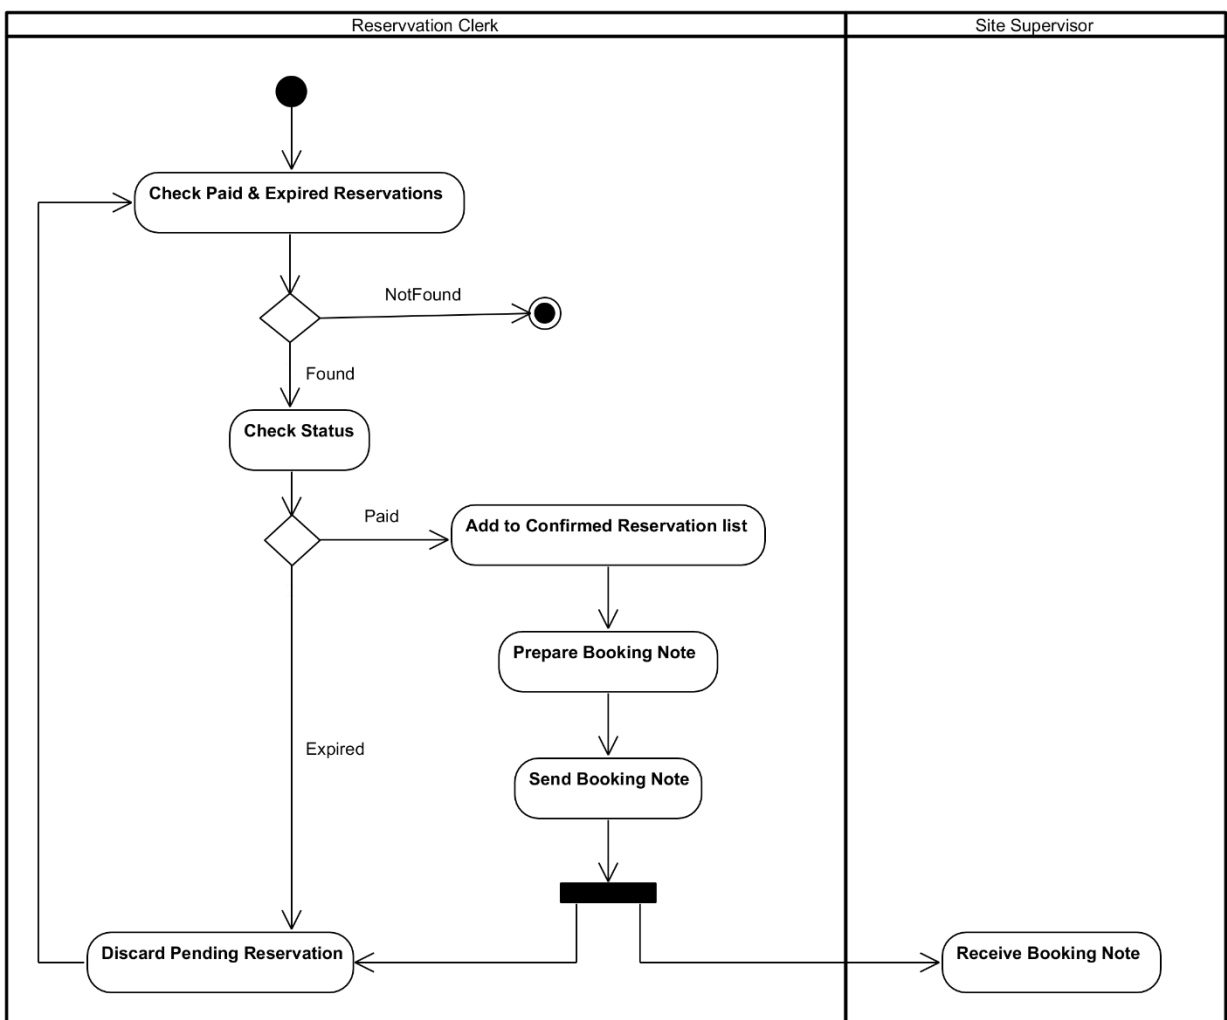 Reservvation Clerk
Site Supervisor
Check Paid & Expired Reservations
NotFound
Found
Check Status
Paid
Add to Confirmed Reservation list
Prepare Booking Note
Expired
Send Booking Note
Discard Pending Reservation
Receive Booking Note